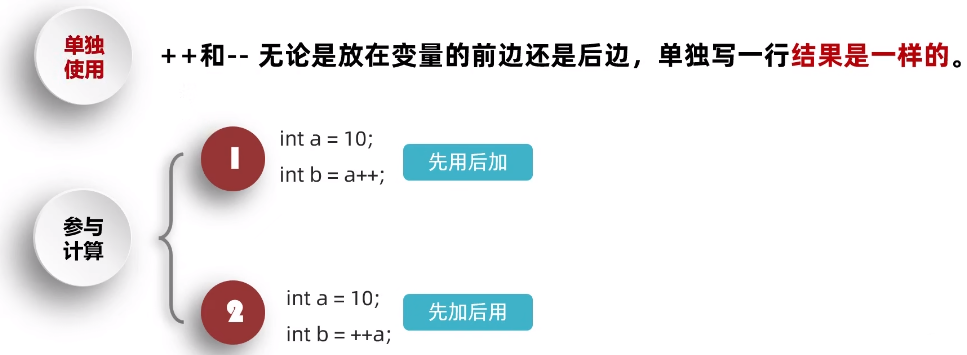 单独
使用
++和-- 无论是放在变量的前边还是后边，单独写一行结果是一样的。
参与
计算
1
int a = 10;
int b = a++;
先用后加
2
int a = 10;
int b = ++a;
先加后用